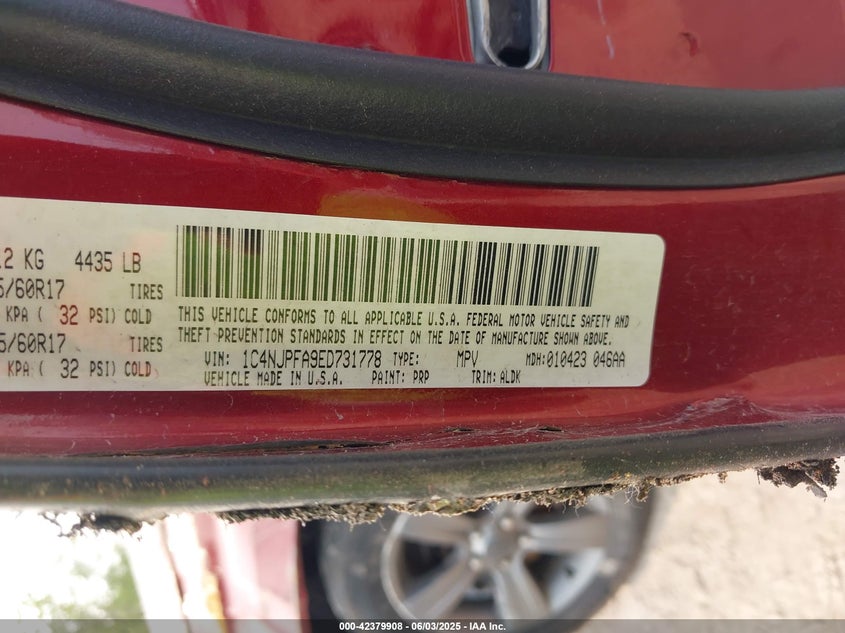 12 KG 4435 LB
5/60R17 TIRES
KPA ( 32 PSI) COLD
5/60R17 TIRES
KPA ( 32 PSI) COLD
THIS VEHICLE CONFORMS TO ALL APPLICABLE U.S.A. FEDERAL MOTOR VEHICLE SAFETY AND
THEFT PREVENTION STANDARDS IN EFFECT ON THE DATE OF MANUFACTURE SHOWN ABOVE.
VIN: 1C4NJPFA9ED731778 TYPE: MPV MDH: 010423 046AA
VEHICLE MADE IN U.S.A. PAINT: PRP TRIM: ALDK
000-42379908 - 06/03/2025 - IAA Inc.